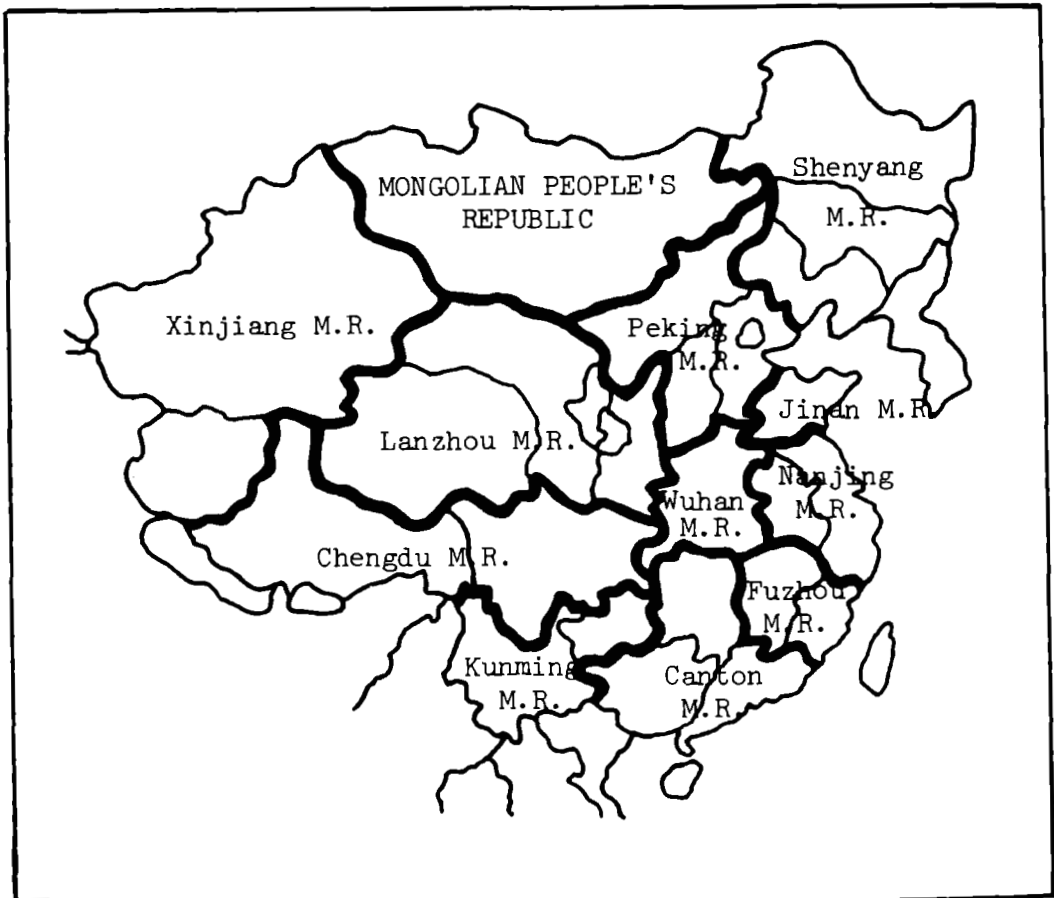 Shenyang
M.R.
MONGOLIAN PEOPLE'S
REPUBLIC
Xinjiang M.R.
Peking
M.R.
Jinan M.R.
Lanzhou M.R.
Nanjing
M.R.
Wuhan
M.R.
Chengdu M.R.
Fuzhou
M.R.
Kunming
M.R.
Canton
M.R.